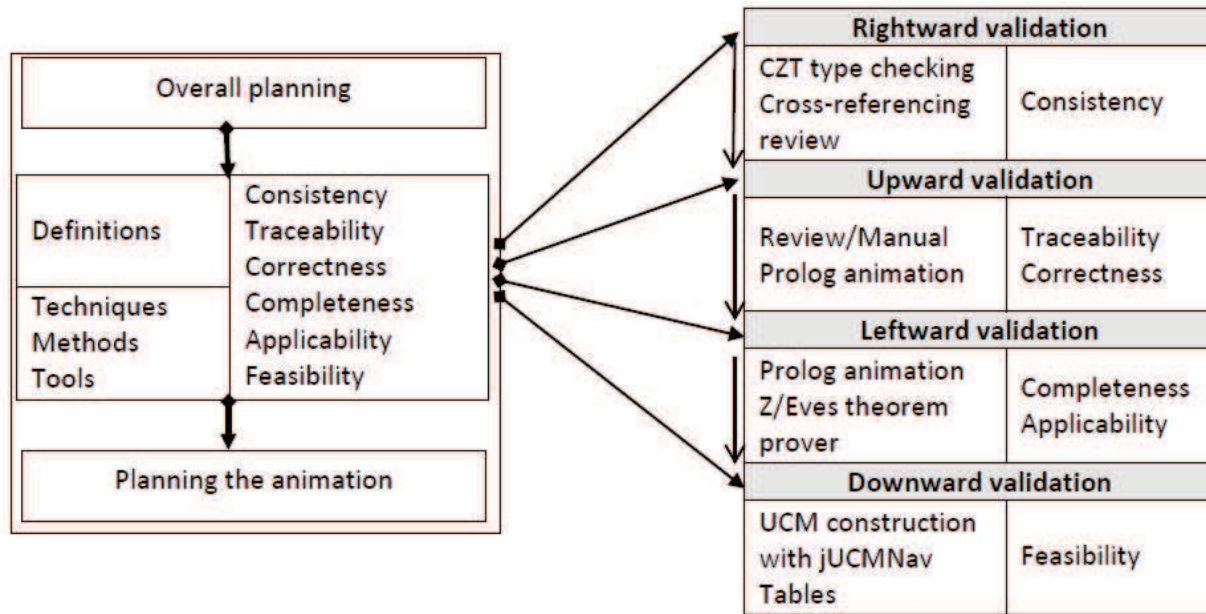 Overall planning
Definitions
Techniques
Methods
Tools
Consistency
Traceability
Correctness
Completeness
Applicability
Feasibility
Planning the animation
Rightward validation
CZT type checking
Cross-referencing
review
Consistency
Upward validation
Review/Manual
Prolog animation
Traceability
Correctness
Leftward validation
Prolog animation
Z/Eves theorem
prover
Completeness
Applicability
Downward validation
UCM construction
with jUCMNav
Tables
Feasibility